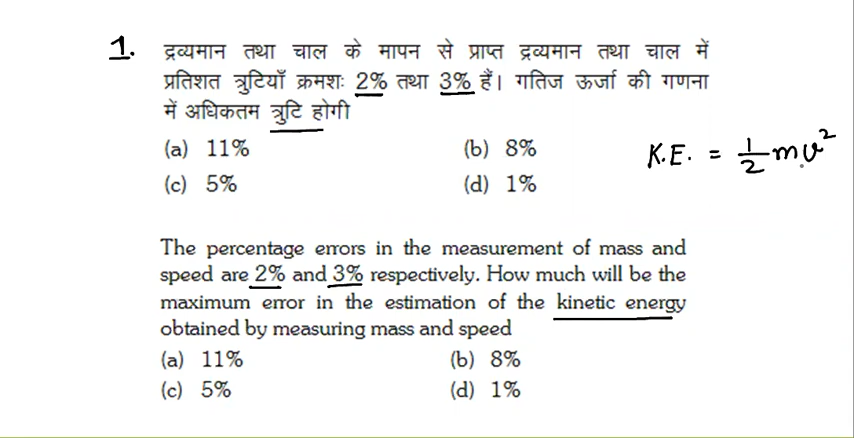 1. द्रव्यमान तथा चाल के मापन से प्राप्त द्रव्यमान तथा चाल में
प्रतिशत त्रुटियाँ क्रमशः 2% तथा 3% हैं। गतिज ऊर्जा की गणना
में अधिकतम त्रुटि होगी
(a) 11% (b) 8%
(c) 5% (d) 1%
K.E. = 1/2 mv²
The percentage errors in the measurement of mass and
speed are 2% and 3% respectively. How much will be the
maximum error in the estimation of the kinetic energy
obtained by measuring mass and speed
(a) 11% (b) 8%
(c) 5% (d) 1%